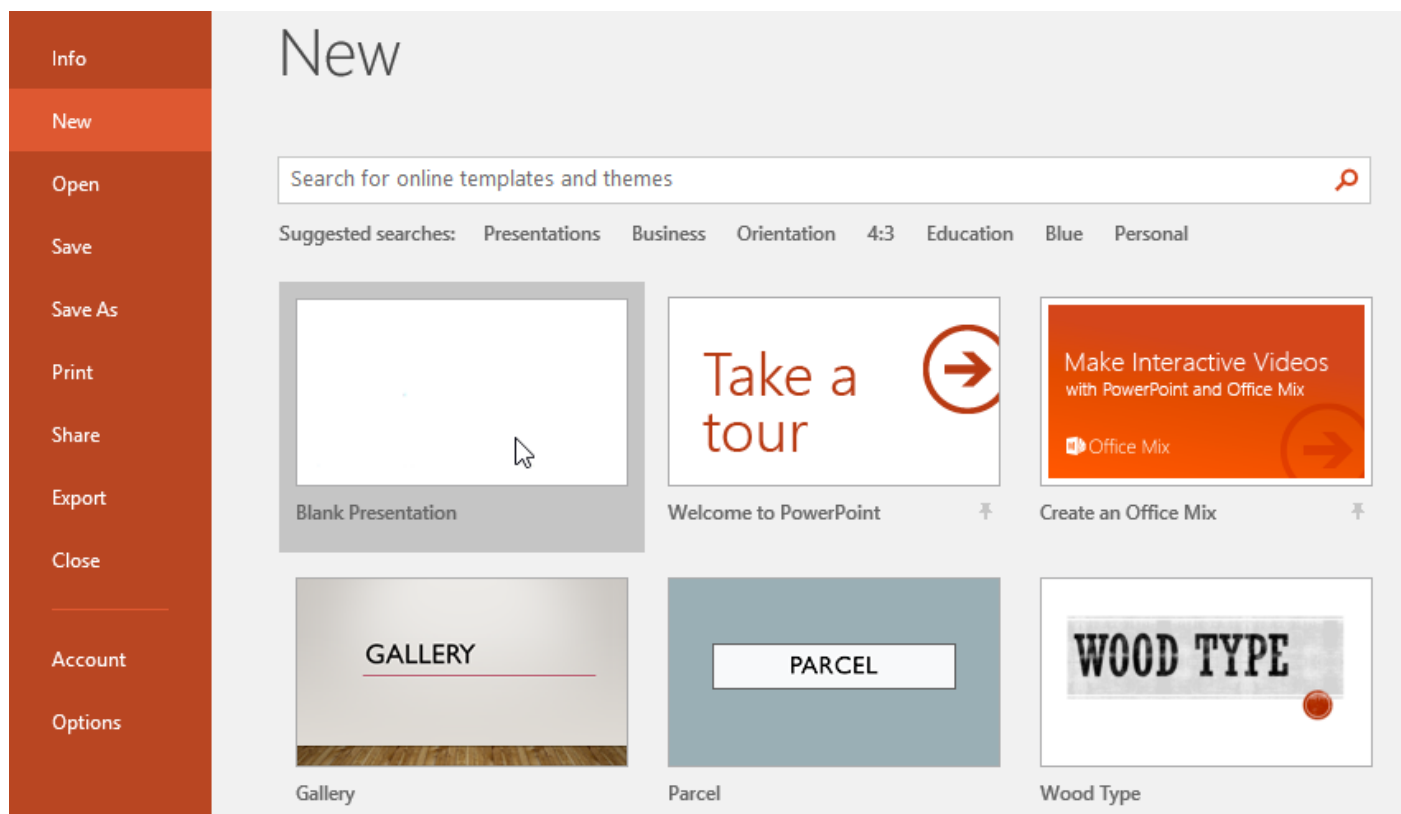 Info
New
Open
Save
Save As
Print
Share
Export
Close
Account
Options
New
Search for online templates and themes
Suggested searches: Presentations Business Orientation 4:3 Education Blue Personal
Blank Presentation
Take a
tour
Welcome to PowerPoint
Make Interactive Videos
with PowerPoint and Office Mix
Office Mix
Create an Office Mix
GALLERY
Gallery
PARCEL
Parcel
WOOD TYPE
Wood Type